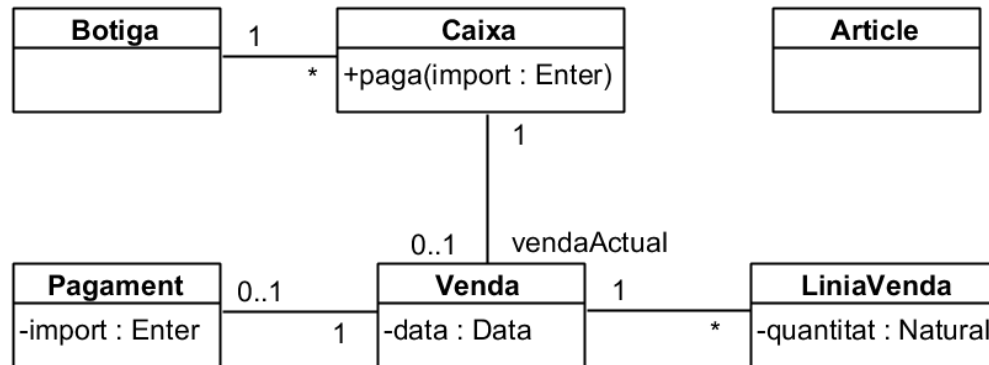 Botiga
1
*
Caixa
+paga(import : Enter)
Article
1
0..1
vendaActual
Pagament
-import : Enter
0..1
1
Venda
-data : Data
1
*
LiniaVenda
-quantitat : Natural